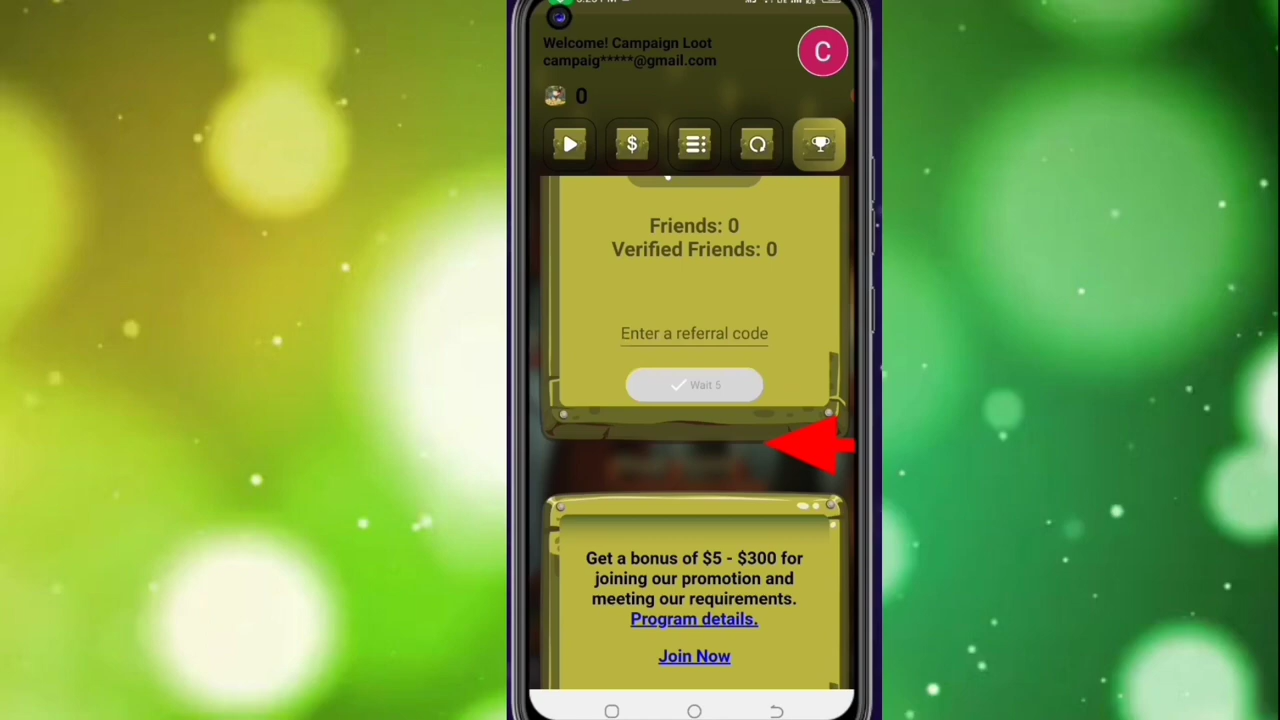 Welcome! Campaign Loot
campaig*****@gmail.com
C
0
$
Friends: 0
Verified Friends: 0
Enter a referral code
Wait 5
Get a bonus of $5 - $300 for
joining our promotion and
meeting our requirements.
Program details.
Join Now